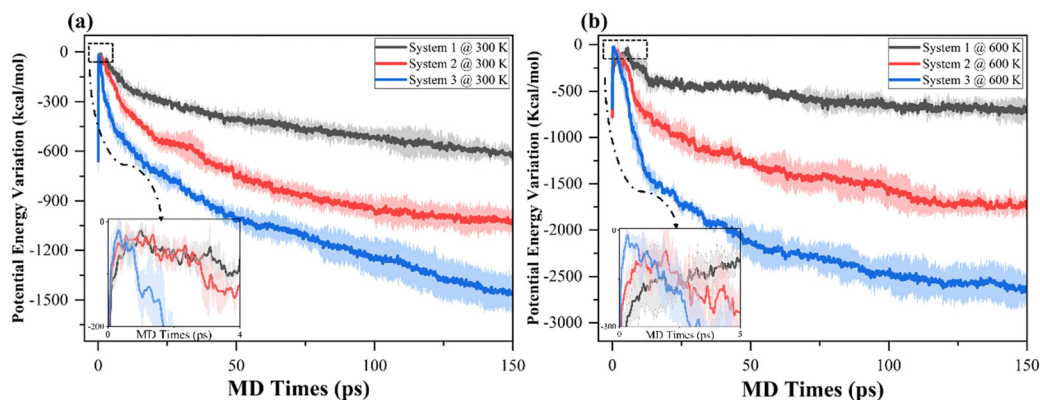 (a)
Potential Energy Variation (kcal/mol)
0
-300
-600
-900
-1200
-1500
System 1 @ 300 K
System 2 @ 300 K
System 3 @ 300 K
0
-200
0
4
MD Times (ps)
0
50
100
150
MD Times (ps)
(b)
Potential Energy Variation (Kcal/mol)
0
-500
-1000
-1500
-2000
-2500
-3000
System 1 @ 600 K
System 2 @ 600 K
System 3 @ 600 K
0
-300
0
5
MD Times (ps)
0
50
100
150
MD Times (ps)